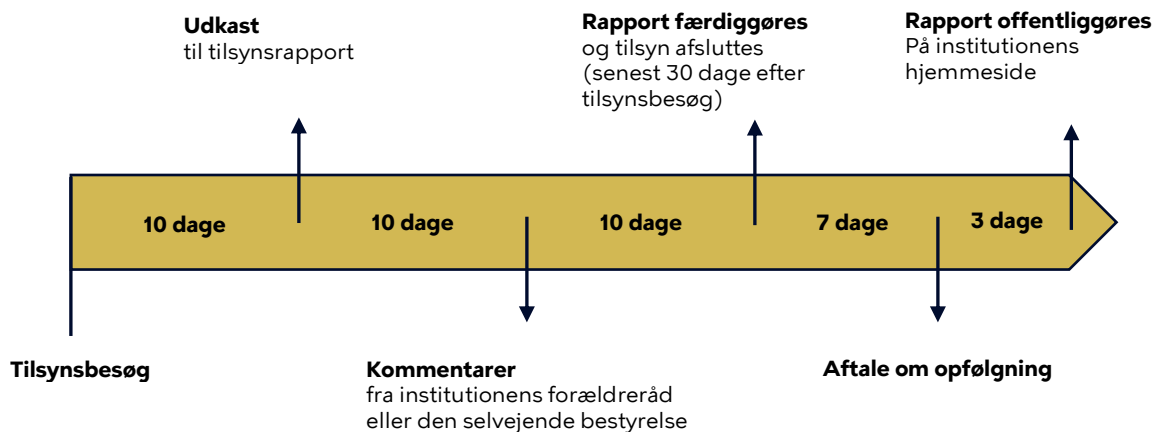 Udkast
til tilsynsrapport
Rapport færdiggøres
og tilsyn afsluttes
(senest 30 dage efter
tilsynsbesøg)
Rapport offentliggøres
På institutionens
hjemmeside
10 dage
10 dage
10 dage
7 dage
3 dage
Tilsynsbesøg
Kommentarer
fra institutionens forældreråd
eller den selvejende bestyrelse
Aftale om opfølgning